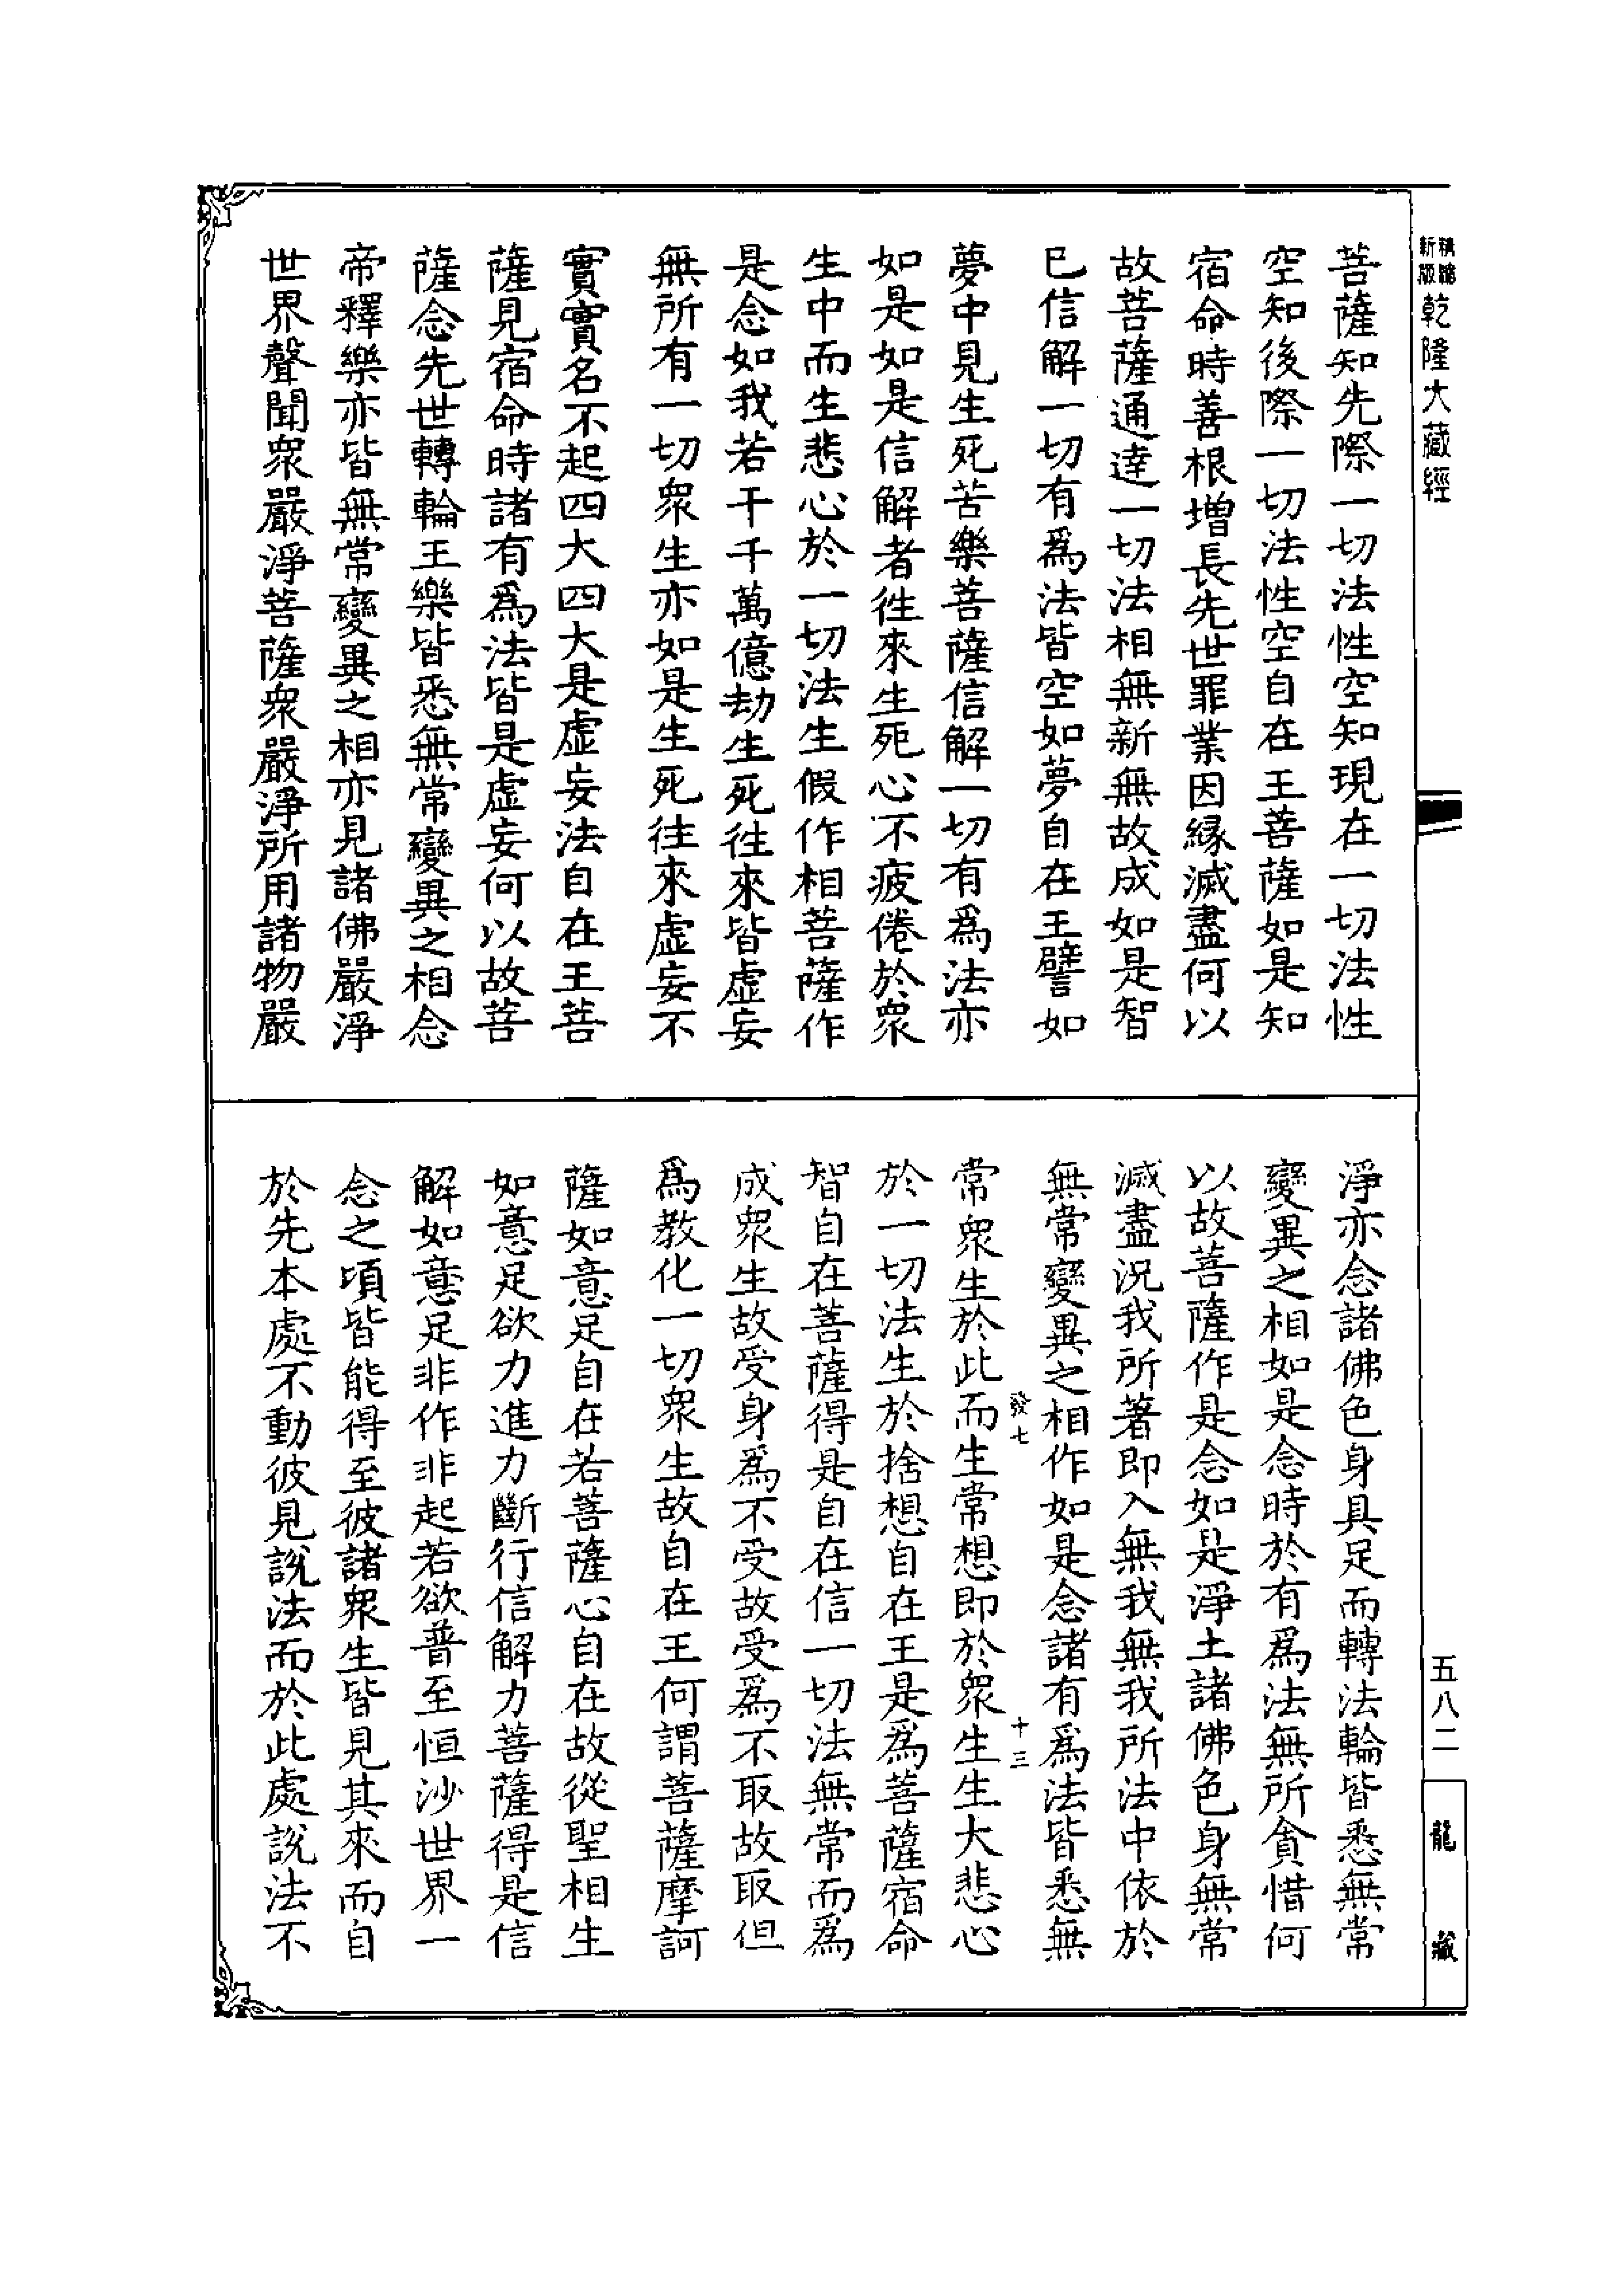 新編縮版乾隆大藏經
五八二
龍藏
菩薩知先際一切法性空知現在一切法性
空知後際一切法性空自在王菩薩如是知
宿命時善根增長先世罪業因緣滅盡何以
故菩薩通達一切法相無新無故成如是智
已信解一切有為法皆空如夢自在王譬如
夢中見生死苦樂菩薩信解一切有為法亦
如是如是信解者往來生死心不疲倦於眾
生中而生悲心於一切法生假作相菩薩作
是念如我若干千萬億劫生死往來皆虛妄
無所有一切眾生亦如是生死往來虛妄不
實實名不起四大四大是虛妄法自在王菩
薩見宿命時諸有為法皆是虛妄何以故菩
薩念先世轉輪王樂皆悉無常變異之相念
帝釋樂亦皆無常變異之相亦見諸佛嚴淨
世界聲聞眾嚴淨菩薩眾嚴淨所用諸物嚴
淨亦念諸佛色身具足而轉法輪皆悉無常
變異之相如是念時於有為法無所貪惜何
以故菩薩作是念如是淨土諸佛色身無常
滅盡況我所著即入無我無我所法中依於
無常變異之相作如是念諸有為法皆悉無
發七
十三
常眾生於此而生常想即於眾生生大悲心
於一切法生於捨想自在王是為菩薩宿命
智自在菩薩得是自在信一切法無常而為
成眾生故受身為不受故受為不取故取但
為教化一切眾生故自在王何謂菩薩摩訶
薩如意足自在若菩薩心自在故從聖相生
如意足欲力進力斷行信解力菩薩得是信
解如意足非作非起若欲普至恒沙世界一
念之頃皆能得至彼諸眾生皆見其來而自
於先本處不動彼見說法而於此處說法不